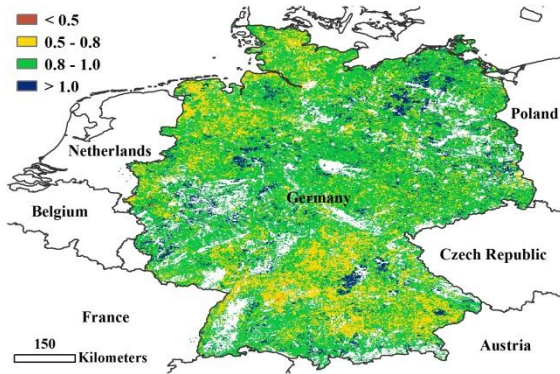 < 0.5
0.5 - 0.8
0.8 - 1.0
> 1.0
Poland
Netherlands
Germany
Belgium
Czech Republic
France
Austria
150
Kilometers